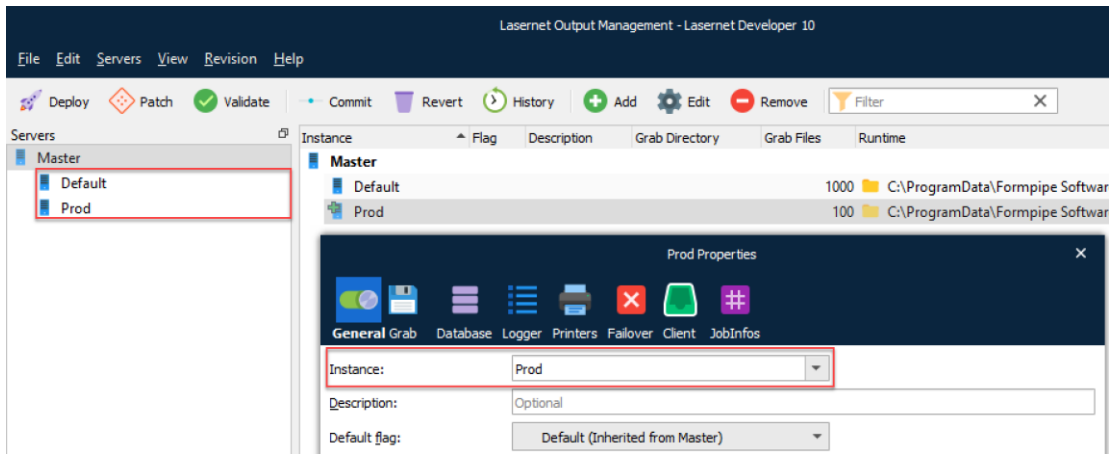 Lasernet Output Management - Lasernet Developer 10
File Edit Servers View Revision Help
Deploy Patch Validate Commit Revert History Add Edit Remove Filter
Servers
Master
Default
Prod
Instance Flag Description Grab Directory Grab Files Runtime
Master
Default 1000 C:\ProgramData\Formpipe Softwar
Prod 100 C:\ProgramData\Formpipe Softwar
Prod Properties
General Grab Database Logger Printers Failover Client JobInfos
Instance: Prod
Description: Optional
Default flag: Default (Inherited from Master)